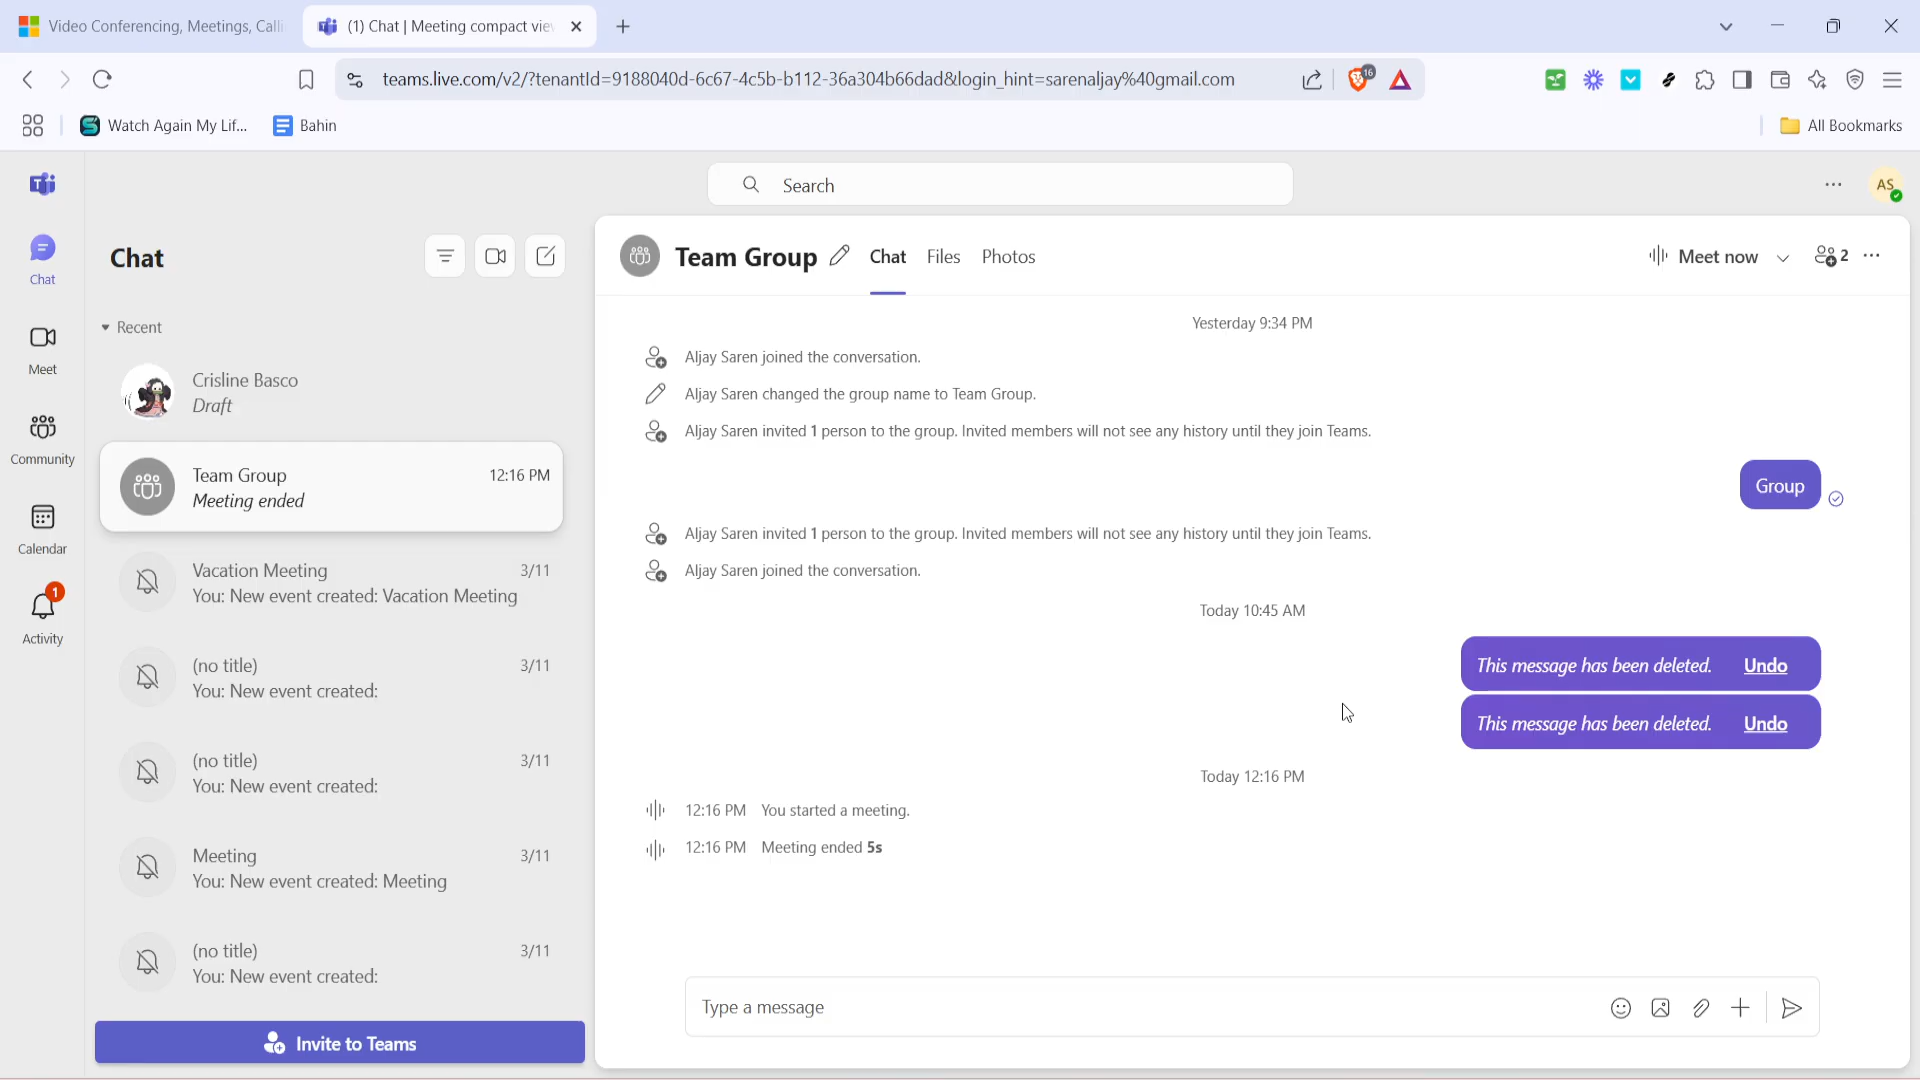 Video Conferencing, Meetings, Calli
(1) Chat | Meeting compact vie
teams.live.com/v2/?tenantId=9188040d-6c67-4c5b-b112-36a304b66dad&login_hint=sarenaljay%40gmail.com
16
Watch Again My Lif...
Bahin
All Bookmarks
Search
AS
Chat
Meet
Community
Calendar
1
Activity
Chat
Recent
Crisline Basco
Draft
Team Group 12:16 PM
Meeting ended
Vacation Meeting 3/11
You: New event created: Vacation Meeting
(no title) 3/11
You: New event created:
(no title) 3/11
You: New event created:
Meeting 3/11
You: New event created: Meeting
(no title) 3/11
You: New event created:
Invite to Teams
Team Group Chat Files Photos Meet now 2
Yesterday 9:34 PM
Aljay Saren joined the conversation.
Aljay Saren changed the group name to Team Group.
Aljay Saren invited 1 person to the group. Invited members will not see any history until they join Teams.
Group
Aljay Saren invited 1 person to the group. Invited members will not see any history until they join Teams.
Aljay Saren joined the conversation.
Today 10:45 AM
This message has been deleted. Undo
This message has been deleted. Undo
Today 12:16 PM
12:16 PM You started a meeting.
12:16 PM Meeting ended 5s
Type a message